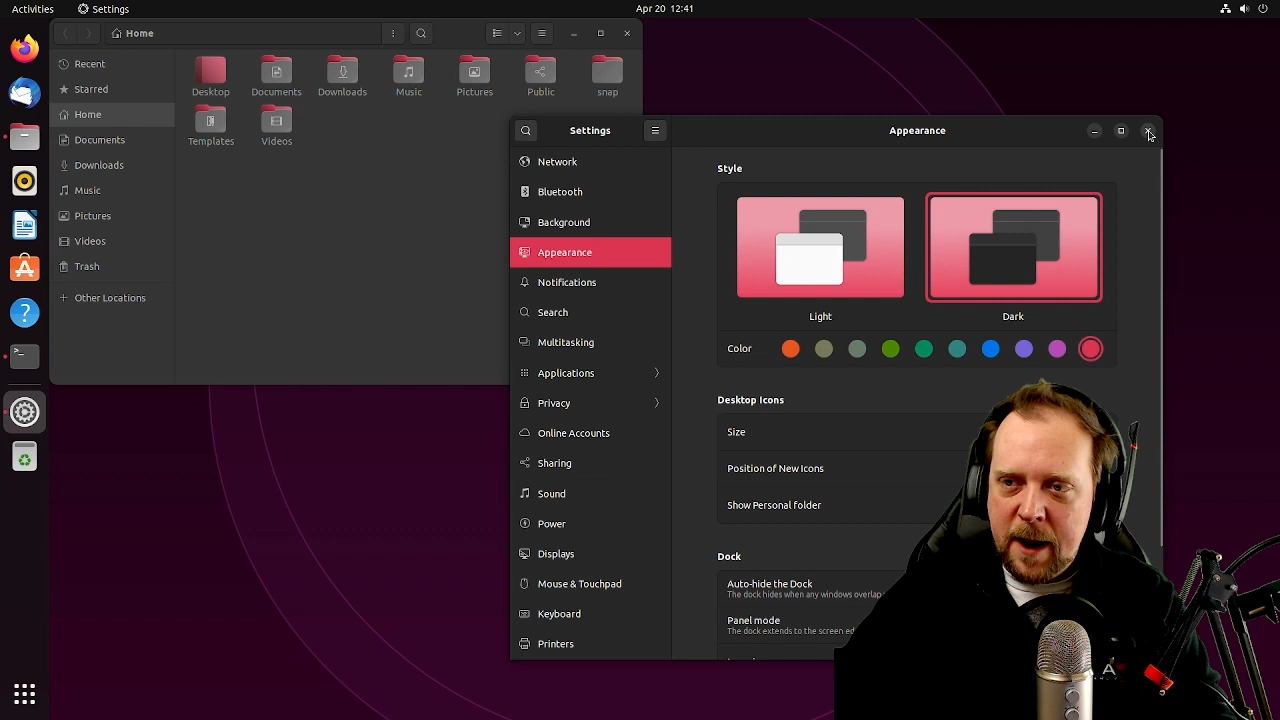 Activities
Settings
Apr 20 12:41
Home
Recent
Starred
Home
Documents
Downloads
Music
Pictures
Videos
Trash
Other Locations
Desktop
Documents
Downloads
Music
Pictures
Public
snap
Templates
Videos
Settings
Network
Bluetooth
Background
Appearance
Notifications
Search
Multitasking
Applications
Privacy
Online Accounts
Sharing
Sound
Power
Displays
Mouse & Touchpad
Keyboard
Printers
Appearance
Style
Light
Dark
Color
Desktop Icons
Size
Position of New Icons
Show Personal folder
Dock
Auto-hide the Dock
The dock hides when any windows overlap
Panel mode
The dock extends to the screen